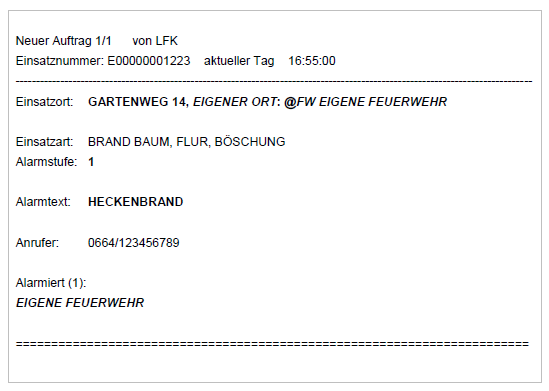 Neuer Auftrag 1/1 von LFK
Einsatznummer: E00000001223 aktueller Tag 16:55:00
--------------------------------------------------------------------------------
Einsatzort: GARTENWEG 14, EIGENER ORT: @FW EIGENE FEUERWEHR
Einsatzart: BRAND BAUM, FLUR, BÖSCHUNG
Alarmstufe: 1
Alarmtext: HECKENBRAND
Anrufer: 0664/123456789
Alarmiert (1):
EIGENE FEUERWEHR
========================================================================